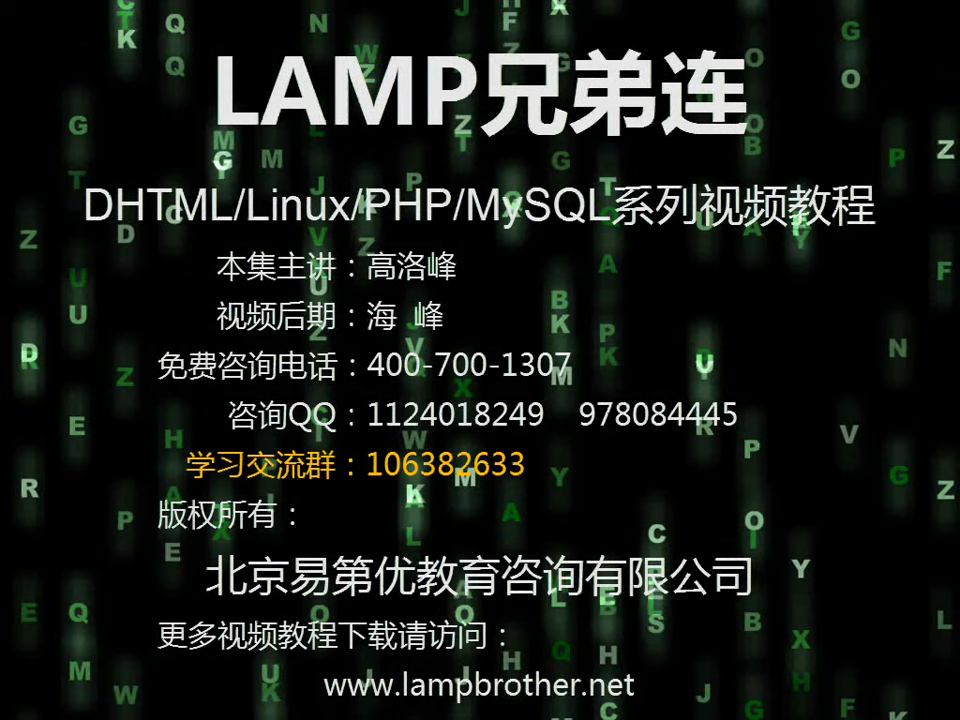 LAMP兄弟连
DHTML/Linux/PHP/MySQL系列视频教程
本集主讲：高洛峰
视频后期：海 峰
免费咨询电话：400-700-1307
咨询QQ：1124018249 978084445
学习交流群：106382633
版权所有：
北京易第优教育咨询有限公司
更多视频教程下载请访问：
www.lampbrother.net